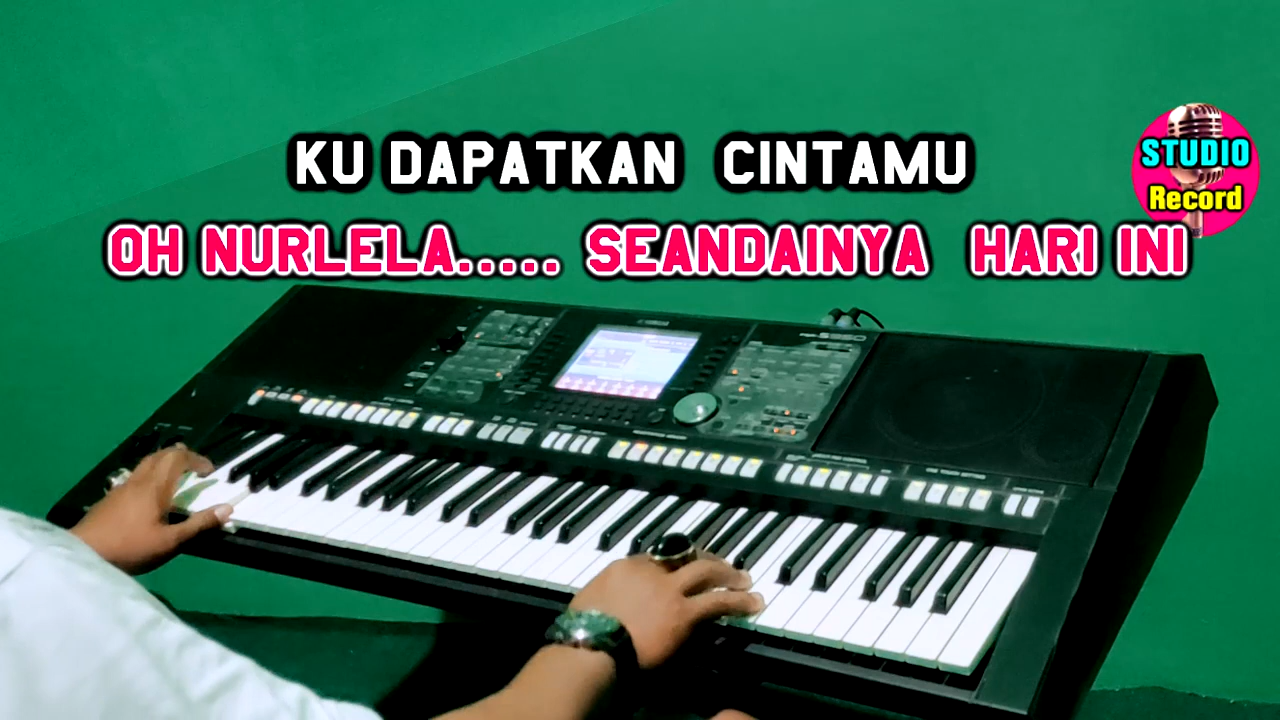 KU DAPATKAN CINTAMU
STUDIO
Record
OH NURLELA..... SEANDAINYA HARI INI